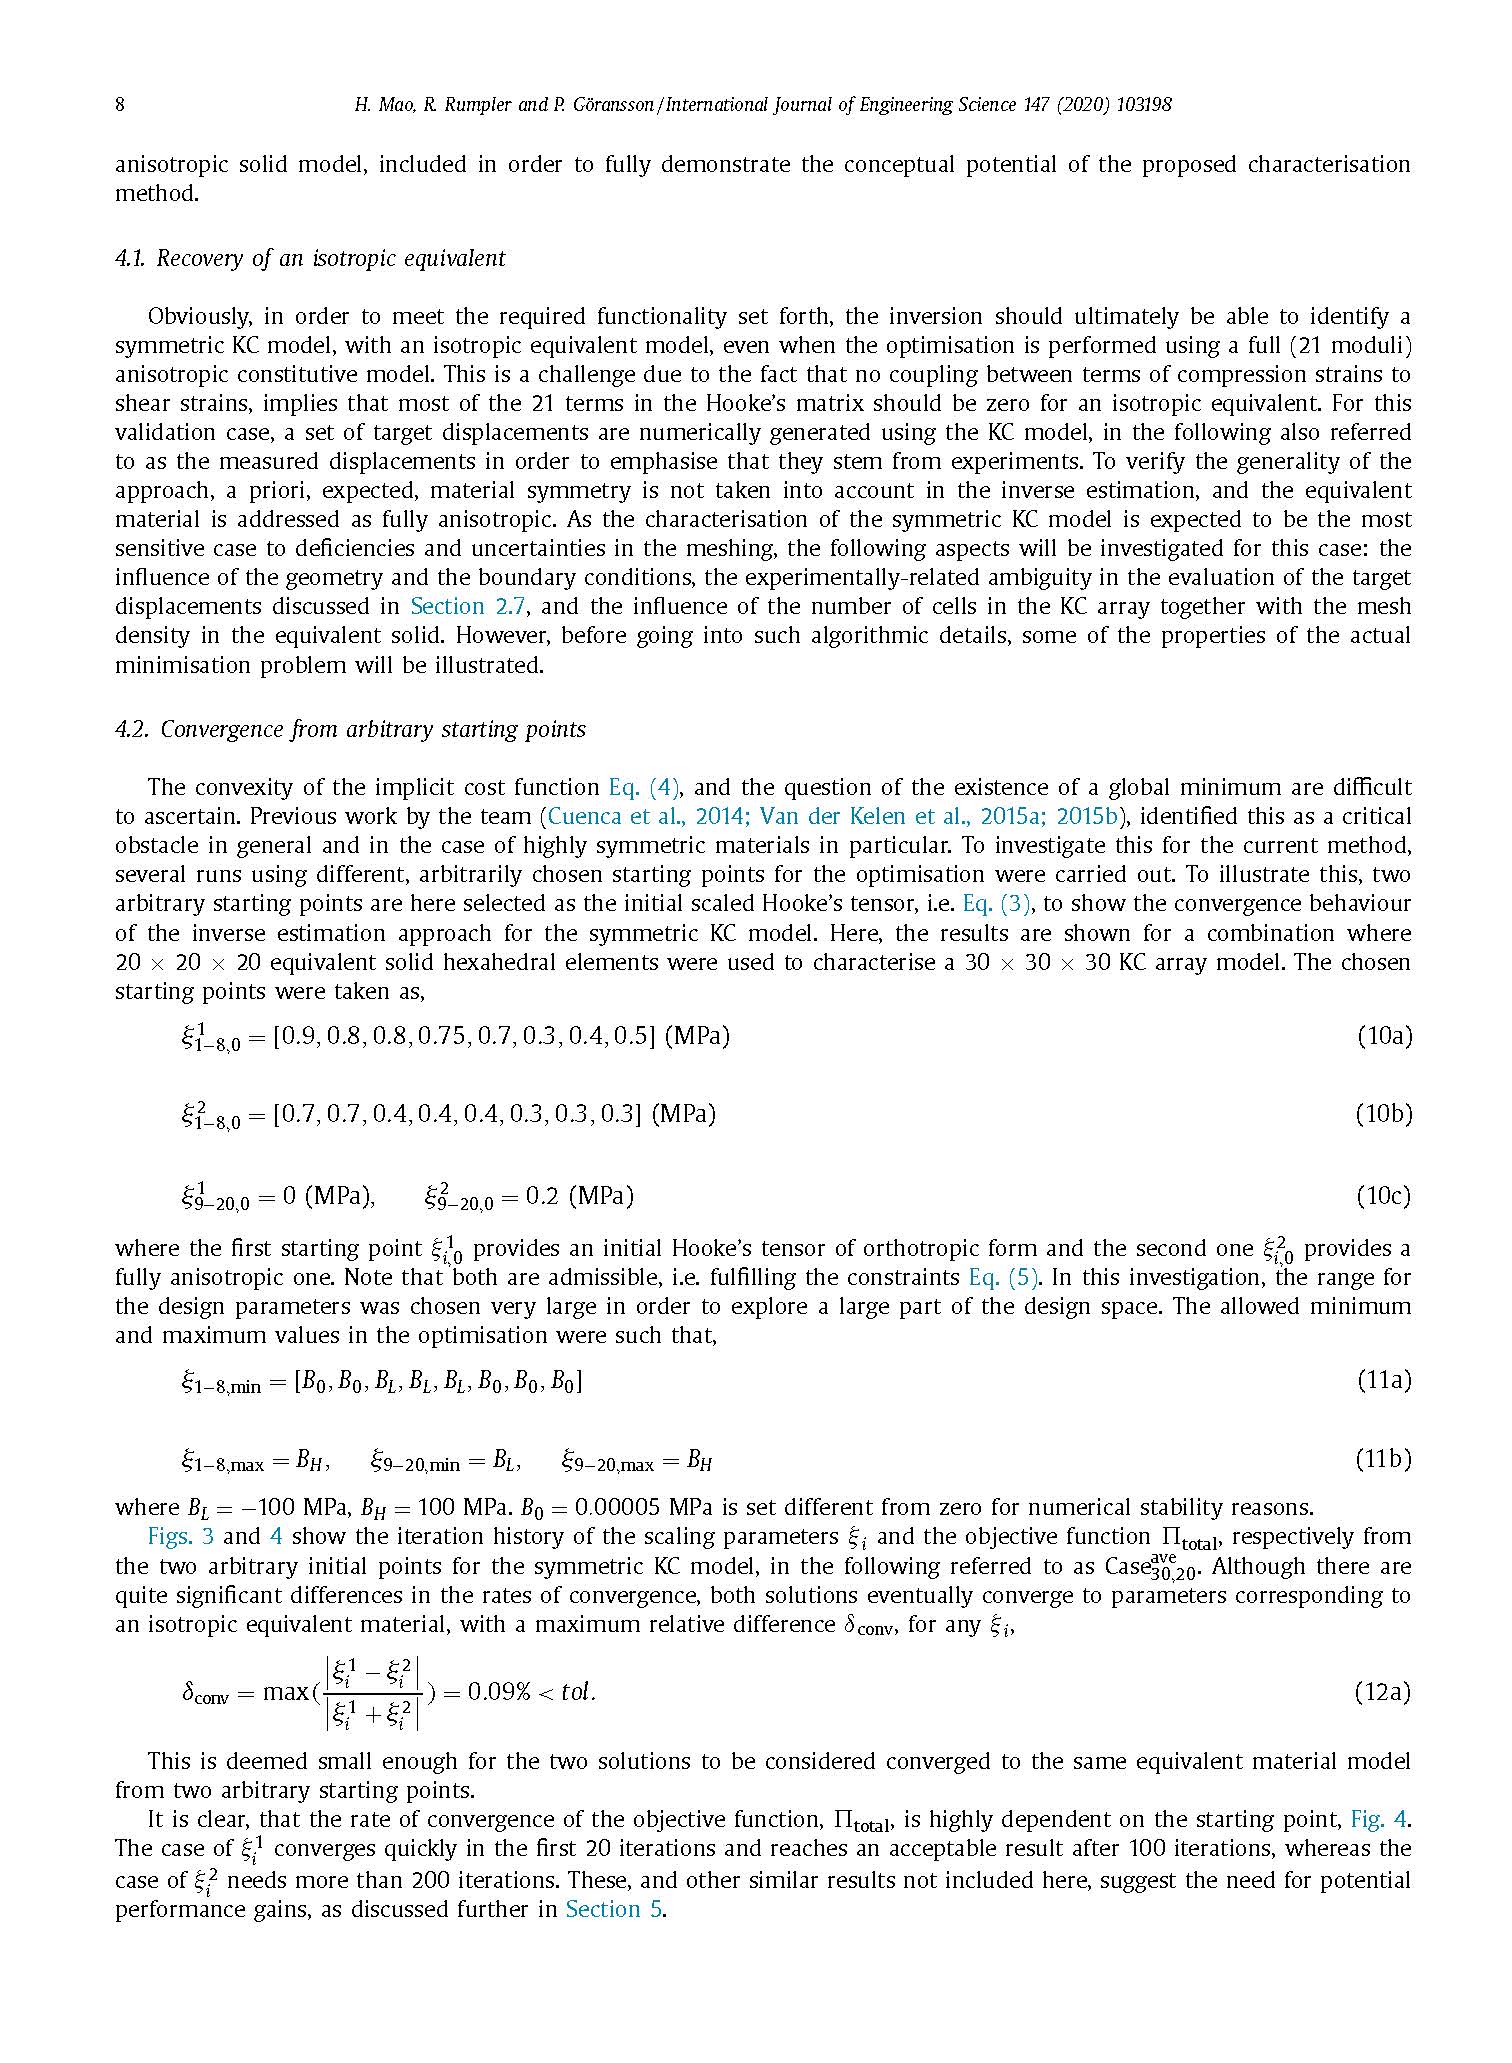 8 H. Mao, R. Rumpler and P. Göransson / International Journal of Engineering Science 147 (2020) 103198
anisotropic solid model, included in order to fully demonstrate the conceptual potential of the proposed characterisation
method.
4.1. Recovery of an isotropic equivalent
Obviously, in order to meet the required functionality set forth, the inversion should ultimately be able to identify a
symmetric KC model, with an isotropic equivalent model, even when the optimisation is performed using a full (21 moduli)
anisotropic constitutive model. This is a challenge due to the fact that no coupling between terms of compression strains to
shear strains, implies that most of the 21 terms in the Hooke's matrix should be zero for an isotropic equivalent. For this
validation case, a set of target displacements are numerically generated using the KC model, in the following also referred
to as the measured displacements in order to emphasise that they stem from experiments. To verify the generality of the
approach, a priori, expected, material symmetry is not taken into account in the inverse estimation, and the equivalent
material is addressed as fully anisotropic. As the characterisation of the symmetric KC model is expected to be the most
sensitive case to deficiencies and uncertainties in the meshing, the following aspects will be investigated for this case: the
influence of the geometry and the boundary conditions, the experimentally-related ambiguity in the evaluation of the target
displacements discussed in Section 2.7, and the influence of the number of cells in the KC array together with the mesh
density in the equivalent solid. However, before going into such algorithmic details, some of the properties of the actual
minimisation problem will be illustrated.
4.2. Convergence from arbitrary starting points
The convexity of the implicit cost function Eq. (4), and the question of the existence of a global minimum are difficult
to ascertain. Previous work by the team (Cuenca et al., 2014; Van der Kelen et al., 2015a; 2015b), identified this as a critical
obstacle in general and in the case of highly symmetric materials in particular. To investigate this for the current method,
several runs using different, arbitrarily chosen starting points for the optimisation were carried out. To illustrate this, two
arbitrary starting points are here selected as the initial scaled Hooke's tensor, i.e. Eq. (3), to show the convergence behaviour
of the inverse estimation approach for the symmetric KC model. Here, the results are shown for a combination where
20 × 20 × 20 equivalent solid hexahedral elements were used to characterise a 30 × 30 × 30 KC array model. The chosen
starting points were taken as,
ξ^1_{1−8,0} = [0.9, 0.8, 0.8, 0.75, 0.7, 0.3, 0.4, 0.5] (MPa) (10a)
ξ^2_{1−8,0} = [0.7, 0.7, 0.4, 0.4, 0.4, 0.3, 0.3, 0.3] (MPa) (10b)
ξ^1_{9−20,0} = 0 (MPa), ξ^2_{9−20,0} = 0.2 (MPa) (10c)
where the first starting point ξ^1_{i,0} provides an initial Hooke's tensor of orthotropic form and the second one ξ^2_{i,0} provides a
fully anisotropic one. Note that both are admissible, i.e. fulfilling the constraints Eq. (5). In this investigation, the range for
the design parameters was chosen very large in order to explore a large part of the design space. The allowed minimum
and maximum values in the optimisation were such that,
ξ_{1−8,min} = [B_0, B_0, B_L, B_L, B_L, B_0, B_0, B_0] (11a)
ξ_{1−8,max} = B_H, ξ_{9−20,min} = B_L, ξ_{9−20,max} = B_H (11b)
where B_L = −100 MPa, B_H = 100 MPa. B_0 = 0.00005 MPa is set different from zero for numerical stability reasons.
Figs. 3 and 4 show the iteration history of the scaling parameters ξ_i and the objective function Π_total, respectively from
the two arbitrary initial points for the symmetric KC model, in the following referred to as Case^{ave}_{30,20}. Although there are
quite significant differences in the rates of convergence, both solutions eventually converge to parameters corresponding to
an isotropic equivalent material, with a maximum relative difference δ_conv, for any ξ_i,
δ_conv = max(|ξ^1_i − ξ^2_i| / |ξ^1_i + ξ^2_i|) = 0.09% < tol. (12a)
This is deemed small enough for the two solutions to be considered converged to the same equivalent material model
from two arbitrary starting points.
It is clear, that the rate of convergence of the objective function, Π_total, is highly dependent on the starting point, Fig. 4.
The case of ξ^1_i converges quickly in the first 20 iterations and reaches an acceptable result after 100 iterations, whereas the
case of ξ^2_i needs more than 200 iterations. These, and other similar results not included here, suggest the need for potential
performance gains, as discussed further in Section 5.